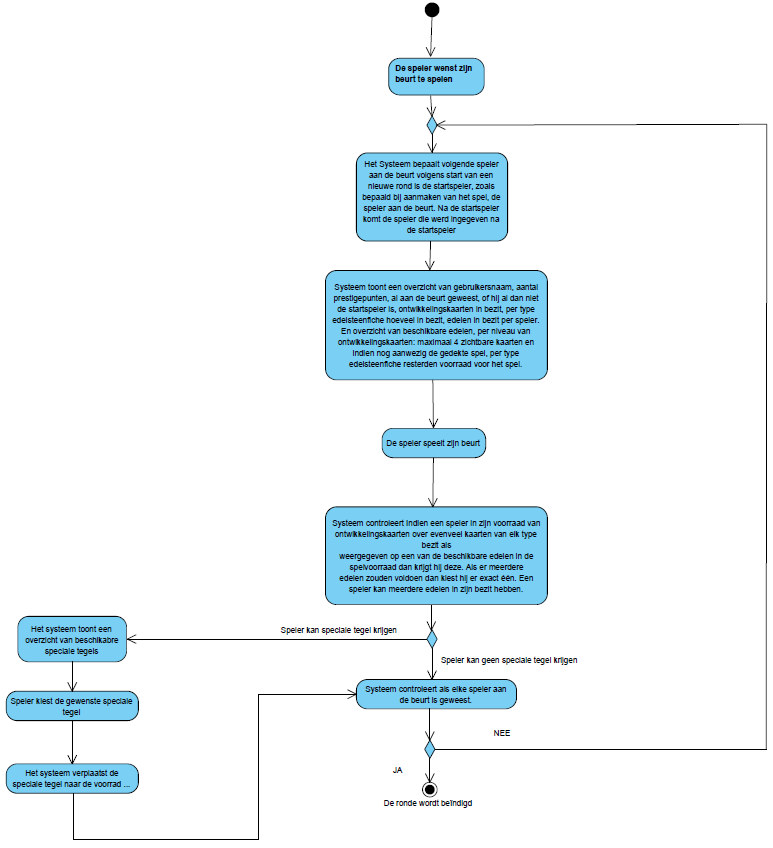 De speler wenst zijn
beurt te spelen
Het Systeem bepaalt volgende speler
aan de beurt volgens start van een
nieuwe rond is de startspeler, zoals
bepaald bij aanmaken van het spel, de
speler aan de beurt. Na de startspeler
komt de speler die werd ingegeven na
de startspeler
Systeem toont een overzicht van gebruikersnaam, aantal
prestigepunten, al aan de beurt geweest, of hij al dan niet
de startspeler is, ontwikkelingskaarten in bezit, per type
edelsteenfiche hoeveel in bezit, edelen in bezit per speler.
En overzicht van beschikbare edelen, per niveau van
ontwikkelingskaarten: maximaal 4 zichtbare kaarten en
indien nog aanwezig de gedekte spel, per type
edelsteenfiche resterden voorraad voor het spel.
De speler speelt zijn beurt
Systeem controleert indien een speler in zijn voorraad van
ontwikkelingskaarten over evenveel kaarten van elk type
bezit als
weergegeven op een van de beschikbare edelen in de
spelvoorraad dan krijgt hij deze. Als er meerdere
edelen zouden voldoen dan kiest hij er exact één. Een
speler kan meerdere edelen in zijn bezit hebben.
Speler kan speciale tegel krijgen
Het systeem toont een
overzicht van beschikabre
speciale tegels
Speler kan geen speciale tegel krijgen
Speler kiest de gewenste speciale
tegel
Systeem controleert als elke speler aan
de beurt is geweest.
NEE
Het systeem verplaatst de
speciale tegel naar de voorrad ...
JA
De ronde wordt beïndigd